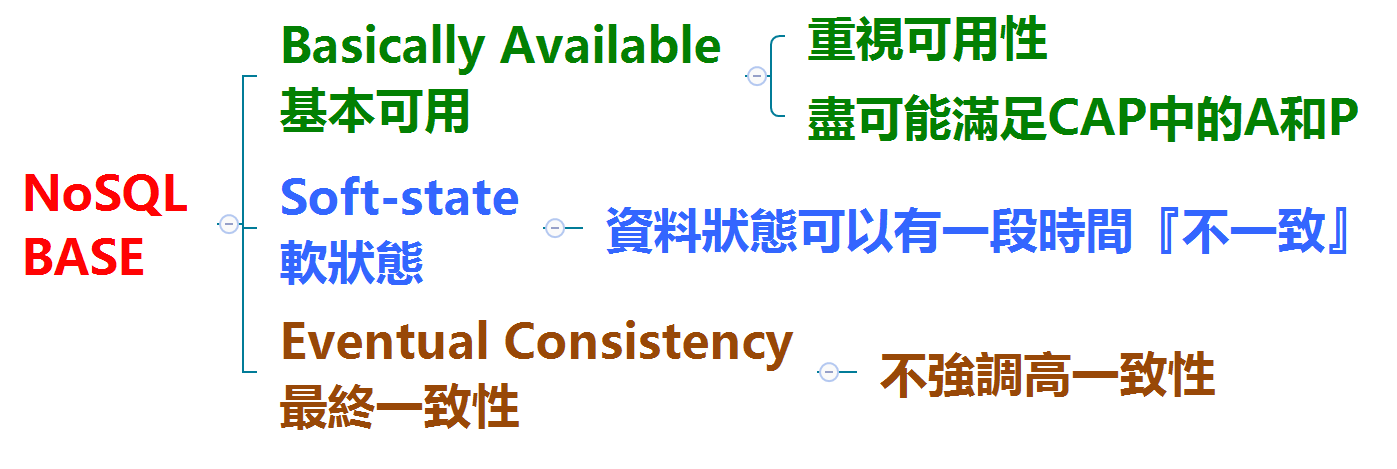 NoSQL
BASE
Basically Available
基本可用
重視可用性
盡可能滿足CAP中的A和P
Soft-state
軟狀態
資料狀態可以有一段時間『不一致』
Eventual Consistency
最終一致性
不強調高一致性